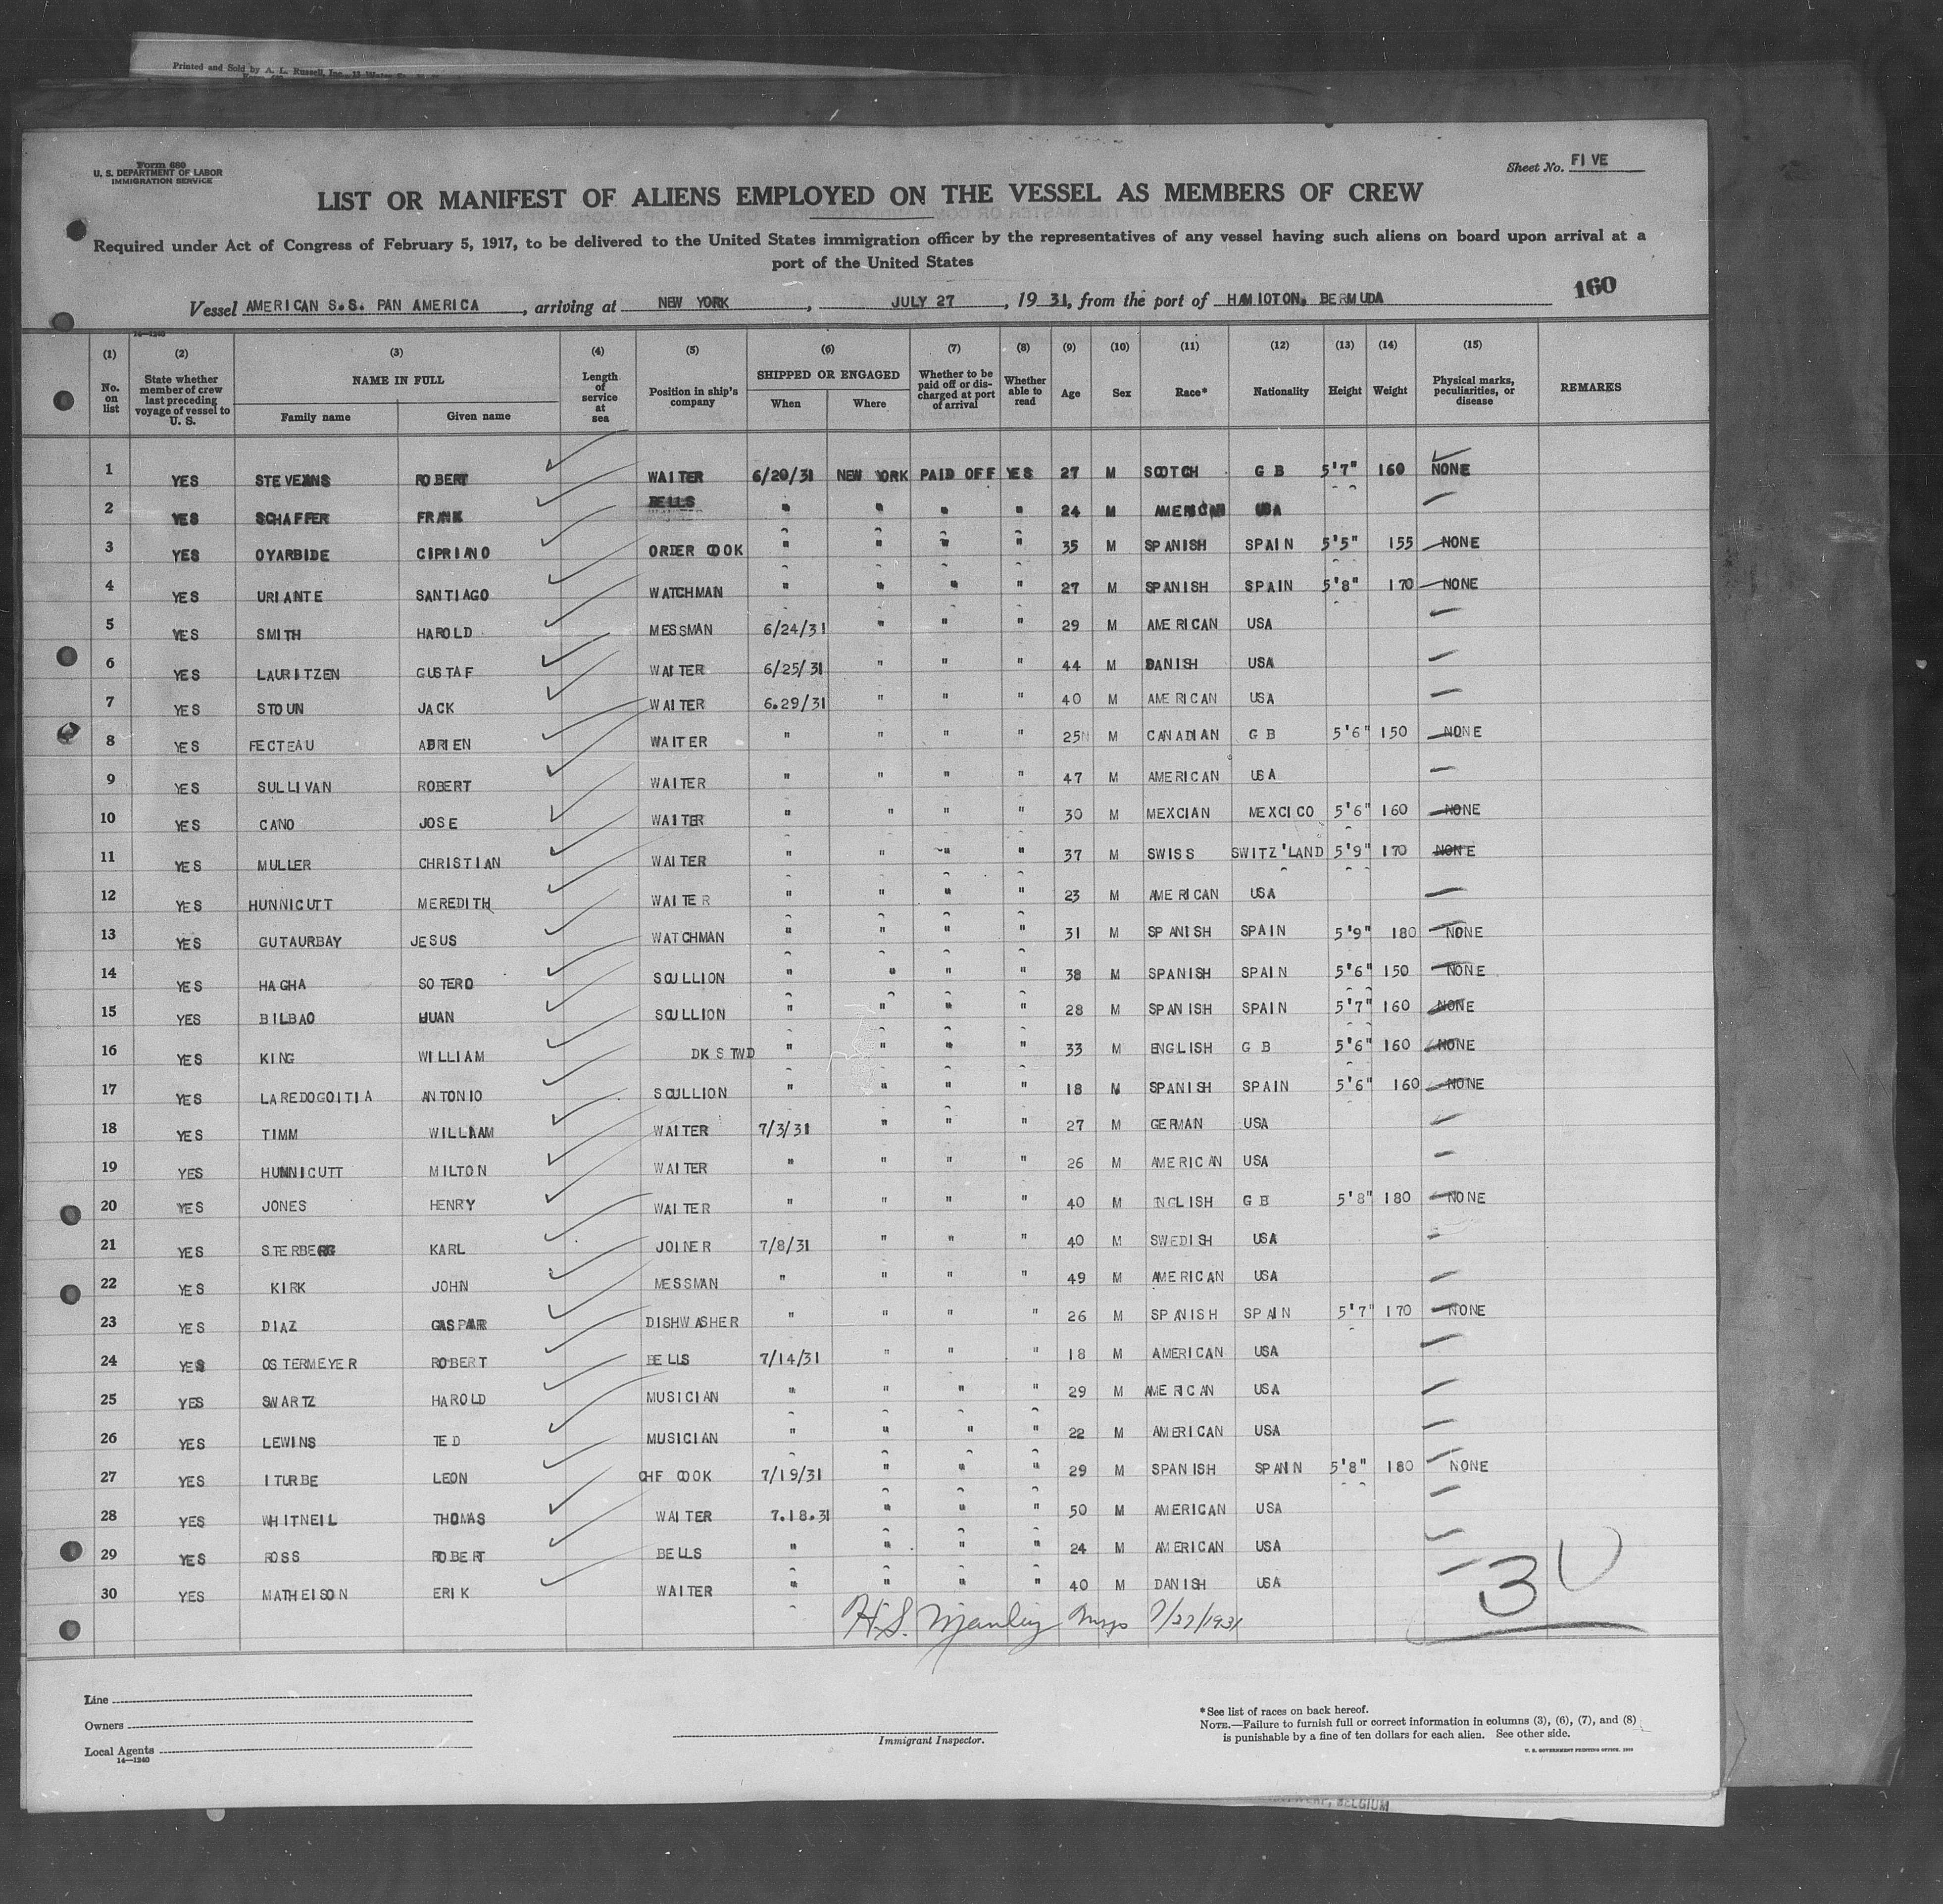 Printed and Sold by A. L. Russell, Inc.,
Form 680
U. S. DEPARTMENT OF LABOR
IMMIGRATION SERVICE
Sheet No. FIVE
LIST OR MANIFEST OF ALIENS EMPLOYED ON THE VESSEL AS MEMBERS OF CREW
Required under Act of Congress of February 5, 1917, to be delivered to the United States immigration officer by the representatives of any vessel having such aliens on board upon arrival at a
port of the United States
160
Vessel AMERICAN S.S. PAN AMERICA, arriving at NEW YORK, JULY 27, 1931, from the port of HAMIOTON, BERMUDA
14—1240
(1) (2) (3) (4) (5) (6) (7) (8) (9) (10) (11) (12) (13) (14) (15)
No. on list State whether member of crew last preceding voyage of vessel to U. S. NAME IN FULL Family name Given name Length of service at sea Position in ship's company SHIPPED OR ENGAGED When Where Whether to be paid off or discharged at port of arrival Whether able to read Age Sex Race* Nationality Height Weight Physical marks, peculiarities, or disease REMARKS
1 YES STEVENS ROBERT WAITER 6/20/31 NEW YORK PAID OFF YES 27 M SCOTCH G B 5'7" 160 NONE
2 YES SCHAFFER FRANK BELLS " " " " 24 M AMERICAN USA
3 YES OYARBIDE CIPRIANO ORDER COOK " " " " 35 M SPANISH SPAIN 5'5" 155 NONE
4 YES URIANTE SANTIAGO WATCHMAN " " " " 27 M SPANISH SPAIN 5'8" 170 NONE
5 YES SMITH HAROLD MESSMAN 6/24/31 " " " 29 M AMERICAN USA
6 YES LAURITZEN GUSTAF WAITER 6/25/31 " " " 44 M DANISH USA
7 YES STOUN JACK WAITER 6.29/31 " " " 40 M AMERICAN USA
8 YES FECTEAU ADRIEN WAITER " " " " 25 M CANADIAN G B 5'6" 150 NONE
9 YES SULLIVAN ROBERT WAITER " " " " 47 M AMERICAN USA
10 YES CANO JOSE WAITER " " " " 30 M MEXCIAN MEXCICO 5'6" 160 NONE
11 YES MULLER CHRISTIAN WAITER " " " " 37 M SWISS SWITZ'LAND 5'9" 170 NONE
12 YES HUNNICUTT MEREDITH WAITER " " " " 23 M AMERICAN USA
13 YES GUTAURBAY JESUS WATCHMAN " " " " 31 M SPANISH SPAIN 5'9" 180 NONE
14 YES HAGHA SOTERO SCULLION " " " " 38 M SPANISH SPAIN 5'6" 150 NONE
15 YES BILBAO HUAN SCULLION " " " " 28 M SPANISH SPAIN 5'7" 160 NONE
16 YES KING WILLIAM DK STWD " " " " 33 M ENGLISH G B 5'6" 160 NONE
17 YES LAREDOGOITIA ANTONIO SCULLION " " " " 18 M SPANISH SPAIN 5'6" 160 NONE
18 YES TIMM WILLIAM WAITER 7/3/31 " " " 27 M GERMAN USA
19 YES HUNNICUTT MILTON WAITER " " " " 26 M AMERICAN USA
20 YES JONES HENRY WAITER " " " " 40 M ENGLISH G B 5'8" 180 NONE
21 YES STERBERG KARL JOINER 7/8/31 " " " 40 M SWEDISH USA
22 YES KIRK JOHN MESSMAN " " " " 49 M AMERICAN USA
23 YES DIAZ GASPAR DISHWASHER " " " " 26 M SPANISH SPAIN 5'7" 170 NONE
24 YES OSTERMEYER ROBERT BELLS 7/14/31 " " " 18 M AMERICAN USA
25 YES SWARTZ HAROLD MUSICIAN " " " " 29 M AMERICAN USA
26 YES LEWINS TED MUSICIAN " " " " 22 M AMERICAN USA
27 YES ITURBE LEON CHF COOK 7/19/31 " " " 29 M SPANISH SPAIN 5'8" 180 NONE
28 YES WHITNEIL THOMAS WAITER 7.18.31 " " " 50 M AMERICAN USA
29 YES ROSS ROBERT BELLS " " " " 24 M AMERICAN USA
30 YES MATHEISON ERIK WAITER " " " " 40 M DANISH USA
30
H.S. Manley 7/27/1931
Line
Owners
Local Agents
14—1240
Immigrant Inspector.
*See list of races on back hereof.
NOTE.—Failure to furnish full or correct information in columns (3), (6), (7), and (8)
is punishable by a fine of ten dollars for each alien. See other side.
U. S. GOVERNMENT PRINTING OFFICE
BELGIUM